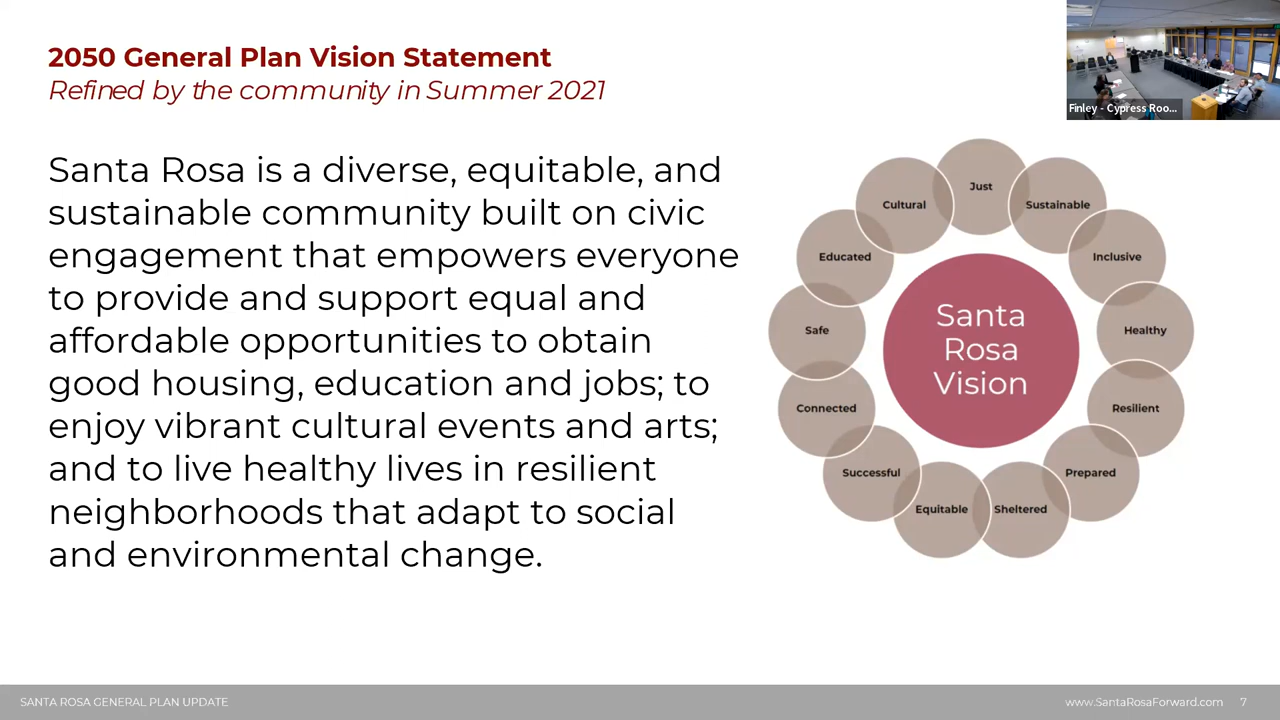 2050 General Plan Vision Statement
Refined by the community in Summer 2021
Finley - Cypress Roo...
Santa Rosa is a diverse, equitable, and
sustainable community built on civic
engagement that empowers everyone
to provide and support equal and
affordable opportunities to obtain
good housing, education and jobs; to
enjoy vibrant cultural events and arts;
and to live healthy lives in resilient
neighborhoods that adapt to social
and environmental change.
Just
Sustainable
Inclusive
Healthy
Resilient
Prepared
Sheltered
Equitable
Successful
Connected
Safe
Educated
Cultural
Santa
Rosa
Vision
SANTA ROSA GENERAL PLAN UPDATE
www.SantaRosaForward.com 7